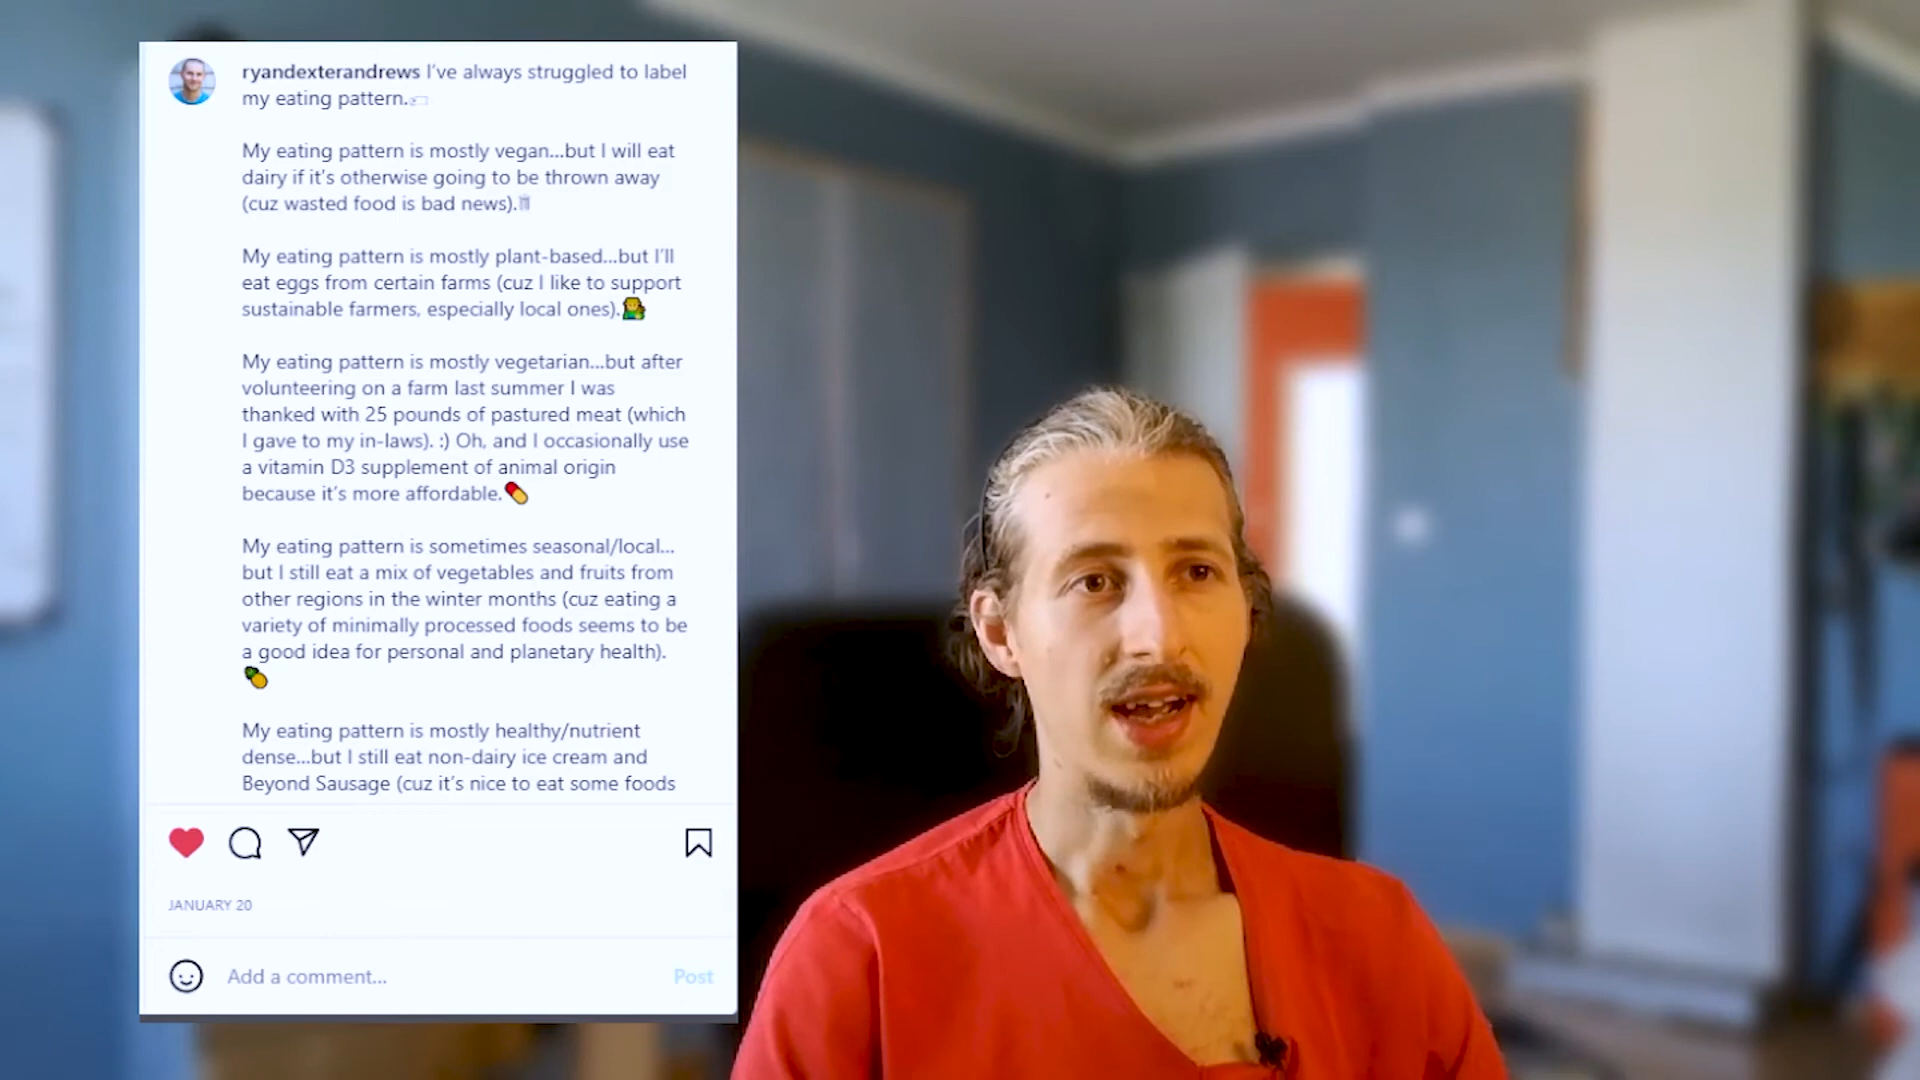 ryandexterandrews I've always struggled to label
my eating pattern.
My eating pattern is mostly vegan...but I will eat
dairy if it's otherwise going to be thrown away
(cuz wasted food is bad news).
My eating pattern is mostly plant-based...but I'll
eat eggs from certain farms (cuz I like to support
sustainable farmers, especially local ones).
My eating pattern is mostly vegetarian...but after
volunteering on a farm last summer I was
thanked with 25 pounds of pastured meat (which
I gave to my in-laws). :) Oh, and I occasionally use
a vitamin D3 supplement of animal origin
because it's more affordable.
My eating pattern is sometimes seasonal/local...
but I still eat a mix of vegetables and fruits from
other regions in the winter months (cuz eating a
variety of minimally processed foods seems to be
a good idea for personal and planetary health).
My eating pattern is mostly healthy/nutrient
dense...but I still eat non-dairy ice cream and
Beyond Sausage (cuz it's nice to eat some foods
JANUARY 20
Add a comment...
Post